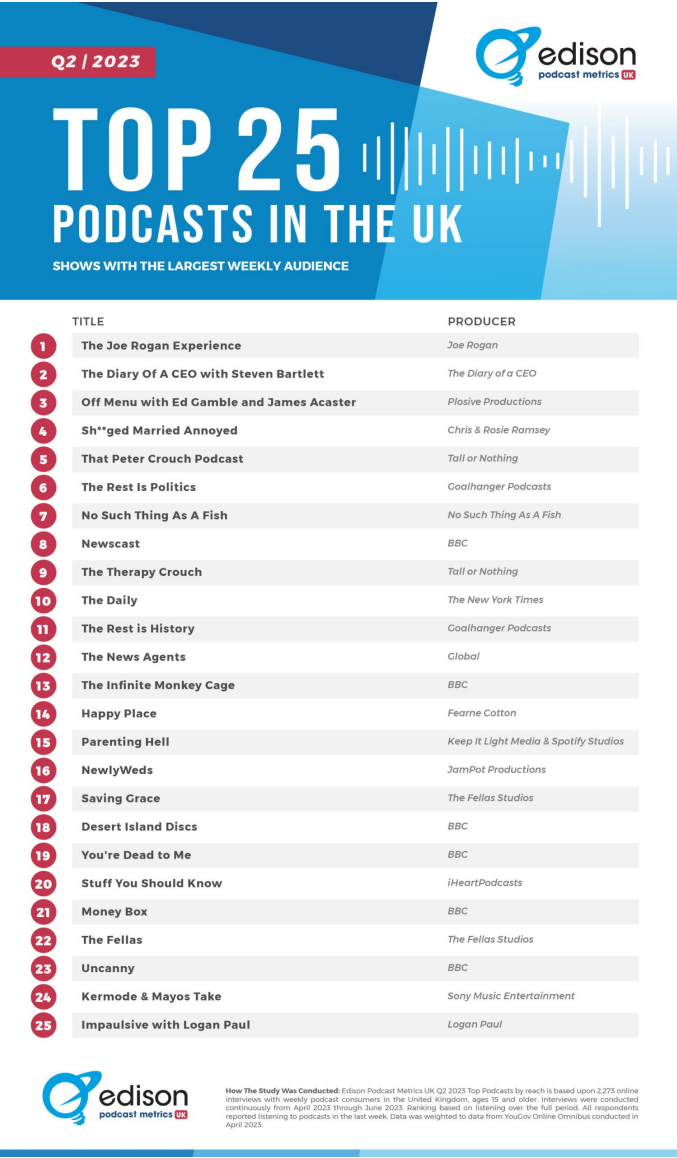 Q2 | 2023
edison
podcast metrics UK
TOP 25
PODCASTS IN THE UK
SHOWS WITH THE LARGEST WEEKLY AUDIENCE
TITLE PRODUCER
1 The Joe Rogan Experience Joe Rogan
2 The Diary Of A CEO with Steven Bartlett The Diary of a CEO
3 Off Menu with Ed Gamble and James Acaster Plosive Productions
4 Sh**ged Married Annoyed Chris & Rosie Ramsey
5 That Peter Crouch Podcast Tall or Nothing
6 The Rest Is Politics Goalhanger Podcasts
7 No Such Thing As A Fish No Such Thing As A Fish
8 Newscast BBC
9 The Therapy Crouch Tall or Nothing
10 The Daily The New York Times
11 The Rest is History Goalhanger Podcasts
12 The News Agents Global
13 The Infinite Monkey Cage BBC
14 Happy Place Fearne Cotton
15 Parenting Hell Keep It Light Media & Spotify Studios
16 NewlyWeds JamPot Productions
17 Saving Grace The Fellas Studios
18 Desert Island Discs BBC
19 You're Dead to Me BBC
20 Stuff You Should Know iHeartPodcasts
21 Money Box BBC
22 The Fellas The Fellas Studios
23 Uncanny BBC
24 Kermode & Mayos Take Sony Music Entertainment
25 Impaulsive with Logan Paul Logan Paul
edison
podcast metrics UK
How The Study Was Conducted: Edison Podcast Metrics UK Q2 2023 Top Podcasts by reach is based upon 2,273 online
interviews with weekly podcast consumers in the United Kingdom, ages 15 and older. Interviews were conducted
continuously from April 2023 through June 2023. Ranking based on listening over the full period. All respondents
reported listening to podcasts in the last week. Data was weighted to data from YouGov Online Omnibus conducted in
April 2023.